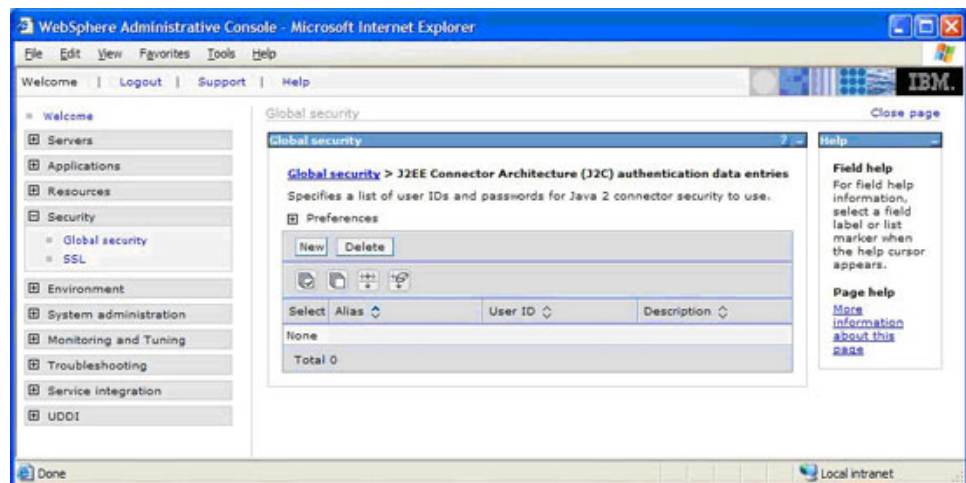 WebSphere Administrative Console - Microsoft Internet Explorer
File Edit View Favorites Tools Help
Welcome | Logout | Support | Help
IBM.
Welcome
Servers
Applications
Resources
Security
Global security
SSL
Environment
System administration
Monitoring and Tuning
Troubleshooting
Service integration
UDDI
Global security
Close page
Global security ? -
Global security > J2EE Connector Architecture (J2C) authentication data entries
Specifies a list of user IDs and passwords for Java 2 connector security to use.
Preferences
New Delete
Select Alias User ID Description
None
Total 0
Help -
Field help
For field help
information,
select a field
label or list
marker when
the help cursor
appears.
Page help
More
information
about this
page
Done
Local intranet